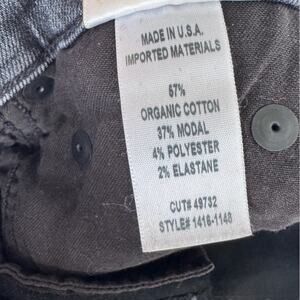 MADE IN U.S.A.
IMPORTED MATERIALS
57%
ORGANIC COTTON
37% MODAL
4% POLYESTER
2% ELASTANE
CUT# 49732
STYLE# 1416-1148